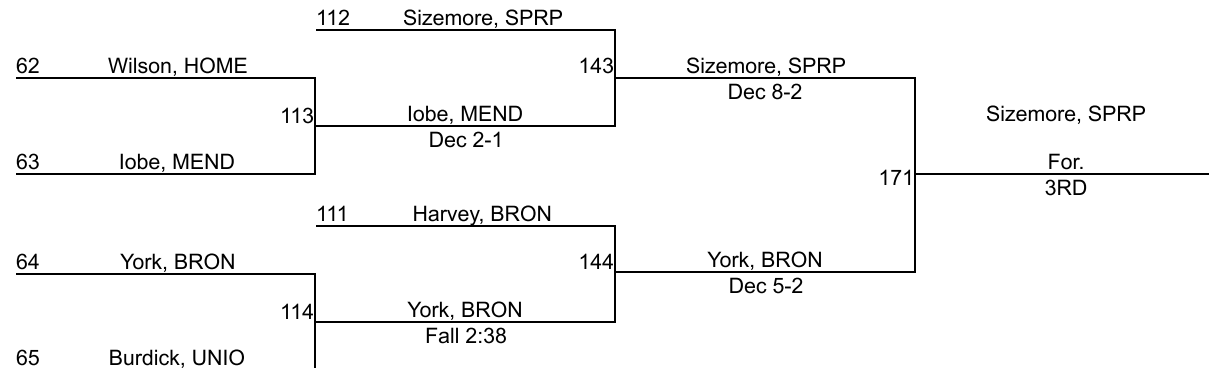 112 Sizemore, SPRP
62 Wilson, HOME
143 Sizemore, SPRP
Dec 8-2
113 Iobe, MEND
Dec 2-1
Sizemore, SPRP
63 Iobe, MEND
171 For.
3RD
111 Harvey, BRON
64 York, BRON
144 York, BRON
Dec 5-2
114 York, BRON
Fall 2:38
65 Burdick, UNIO